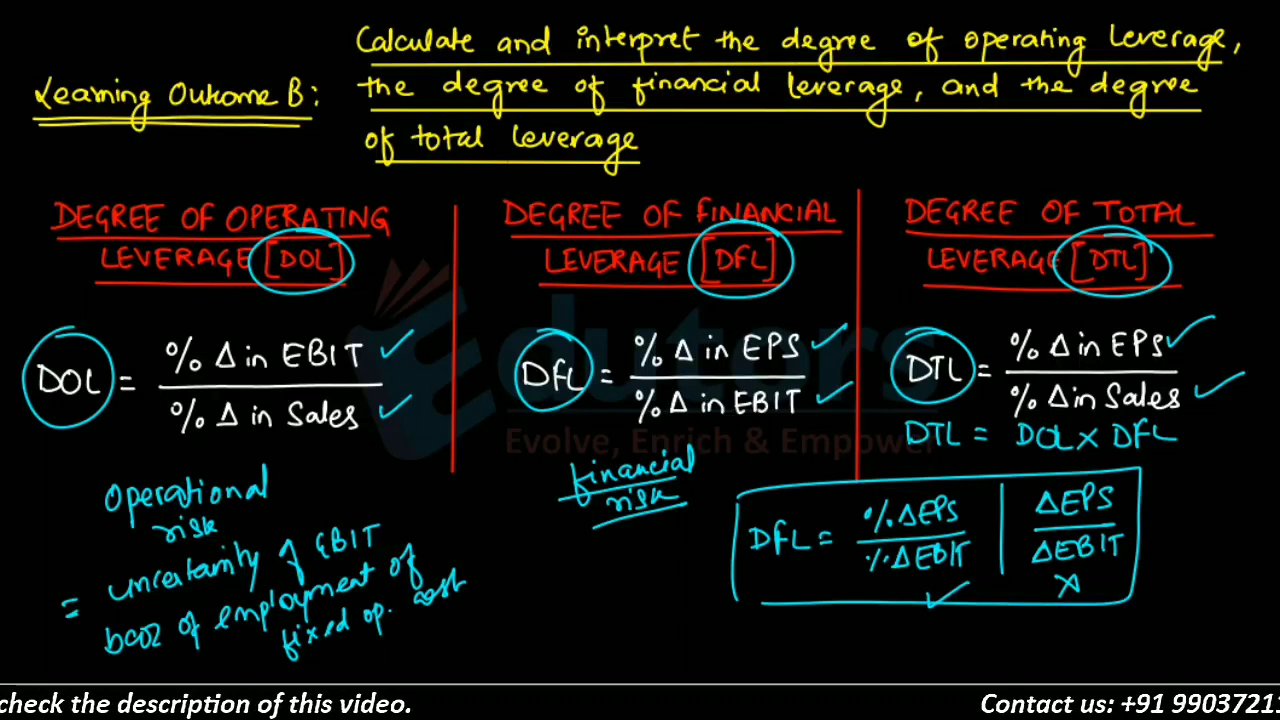 Learning Outcome B:
Calculate and interpret the degree of operating leverage,
the degree of financial leverage, and the degree
of total leverage
DEGREE OF OPERATING
LEVERAGE [DOL]
DOL = % Δ in EBIT
% Δ in Sales
Operational
risk
= uncertainity of EBIT
bcoz of employment of
fixed op. cost
DEGREE OF FINANCIAL
LEVERAGE [DFL]
DFL = % Δ in EPS
% Δ in EBIT
financial
risk
DEGREE OF TOTAL
LEVERAGE [DTL]
DTL = % Δ in EPS
% Δ in Sales
DTL = DOL X DFL
DFL = %ΔEPS | ΔEPS
%ΔEBIT | ΔEBIT
Edutors
Evolve, Enrich & Empower
check the description of this video.
Contact us: +91 99037211